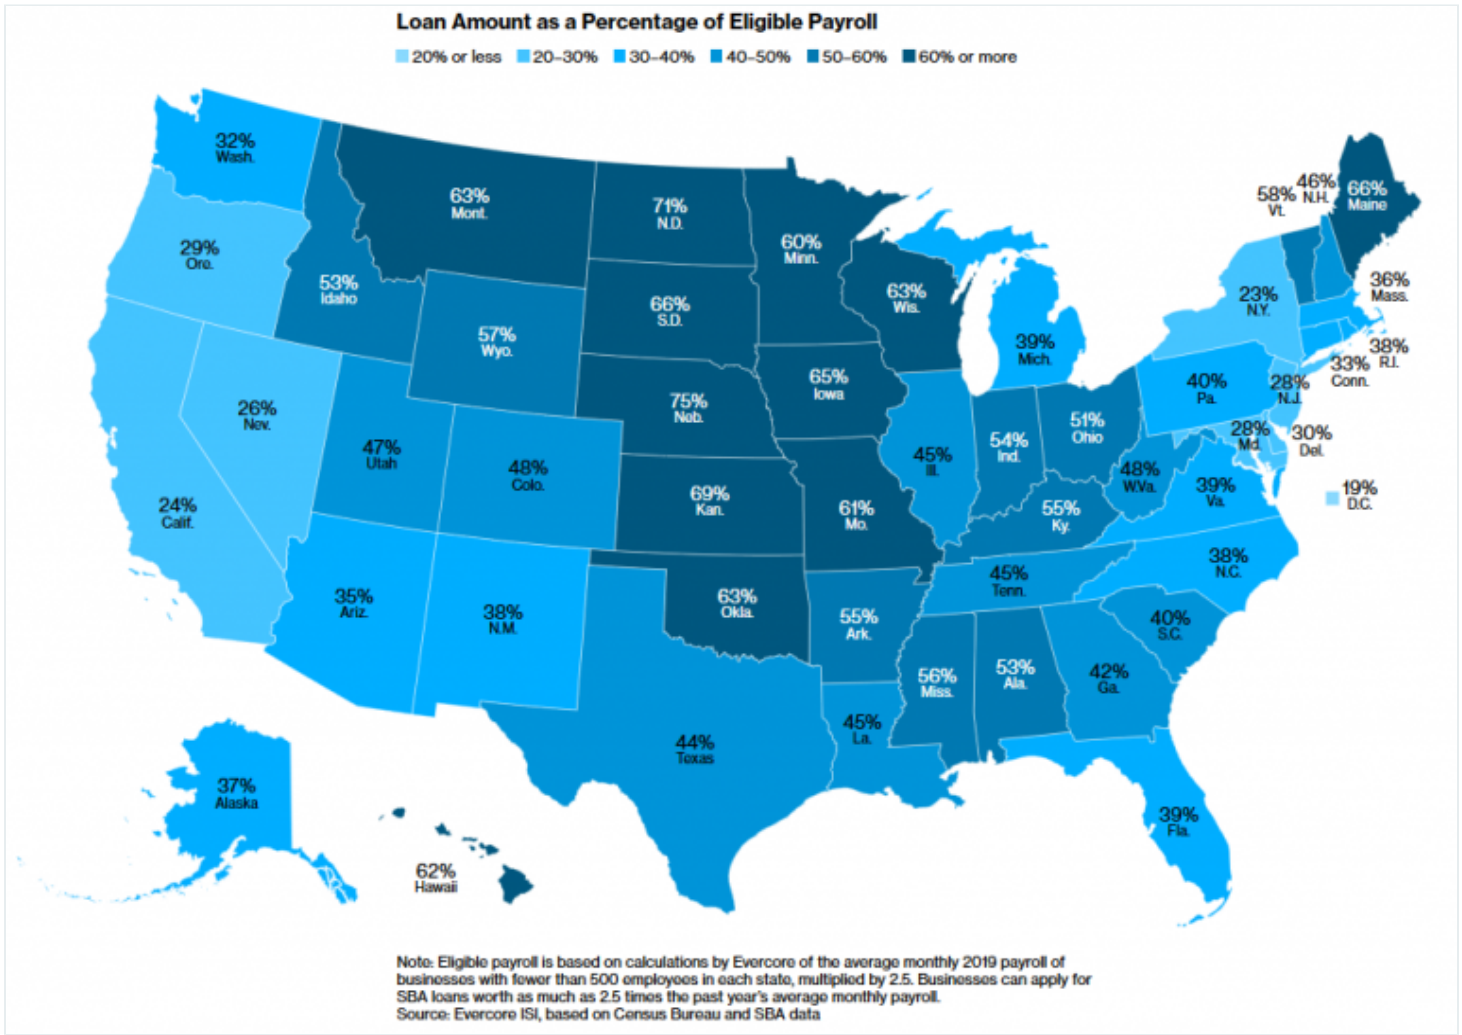 Loan Amount as a Percentage of Eligible Payroll
20% or less 20–30% 30–40% 40–50% 50–60% 60% or more
32%
Wash.
29%
Ore.
53%
Idaho
63%
Mont.
71%
N.D.
60%
Minn.
58%
Vt.
46%
N.H.
66%
Maine
57%
Wyo.
66%
S.D.
63%
Wis.
39%
Mich.
23%
N.Y.
36%
Mass.
38%
R.I.
33%
Conn.
24%
Calif.
26%
Nev.
47%
Utah
48%
Colo.
75%
Neb.
65%
Iowa
45%
Ill.
54%
Ind.
51%
Ohio
40%
Pa.
28%
N.J.
28%
Md.
30%
Del.
19%
D.C.
69%
Kan.
61%
Mo.
55%
Ky.
48%
W.Va.
39%
Va.
38%
N.C.
35%
Ariz.
38%
N.M.
63%
Okla.
55%
Ark.
45%
Tenn.
40%
S.C.
44%
Texas
45%
La.
56%
Miss.
53%
Ala.
42%
Ga.
39%
Fla.
37%
Alaska
62%
Hawaii
Note: Eligible payroll is based on calculations by Evercore of the average monthly 2019 payroll of
businesses with fewer than 500 employees in each state, multiplied by 2.5. Businesses can apply for
SBA loans worth as much as 2.5 times the past year's average monthly payroll.
Source: Evercore ISI, based on Census Bureau and SBA data